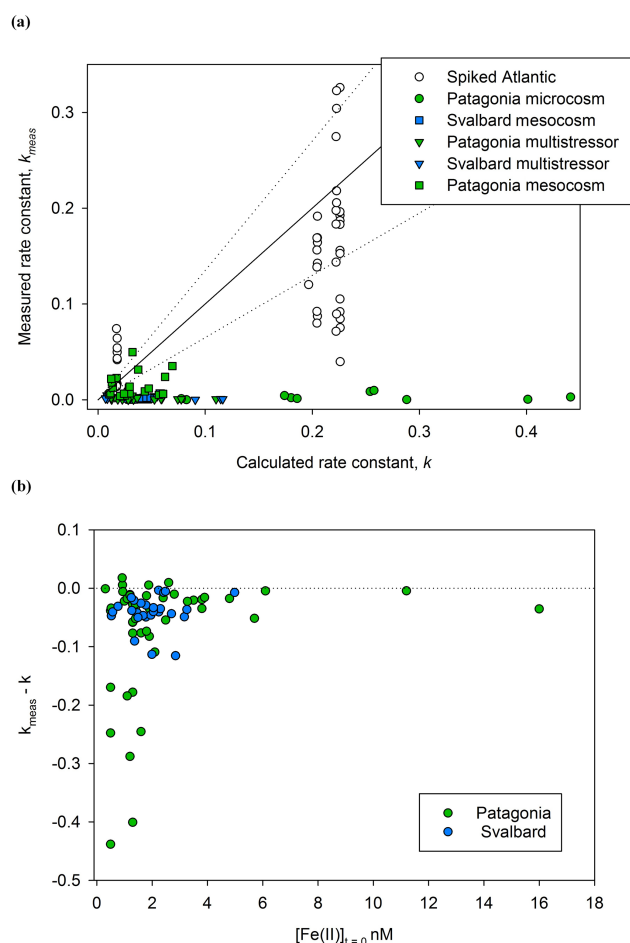 (a)
0.3
0.2
0.1
0.0
Measured rate constant, kmeas
Spiked Atlantic
Patagonia microcosm
Svalbard mesocosm
Patagonia multistressor
Svalbard multistressor
Patagonia mesocosm
0.0 0.1 0.2 0.3 0.4
Calculated rate constant, k
(b)
0.1
0.0
-0.1
-0.2
-0.3
-0.4
-0.5
kmeas - k
Patagonia
Svalbard
0 2 4 6 8 10 12 14 16 18
[Fe(II)]t = 0 nM